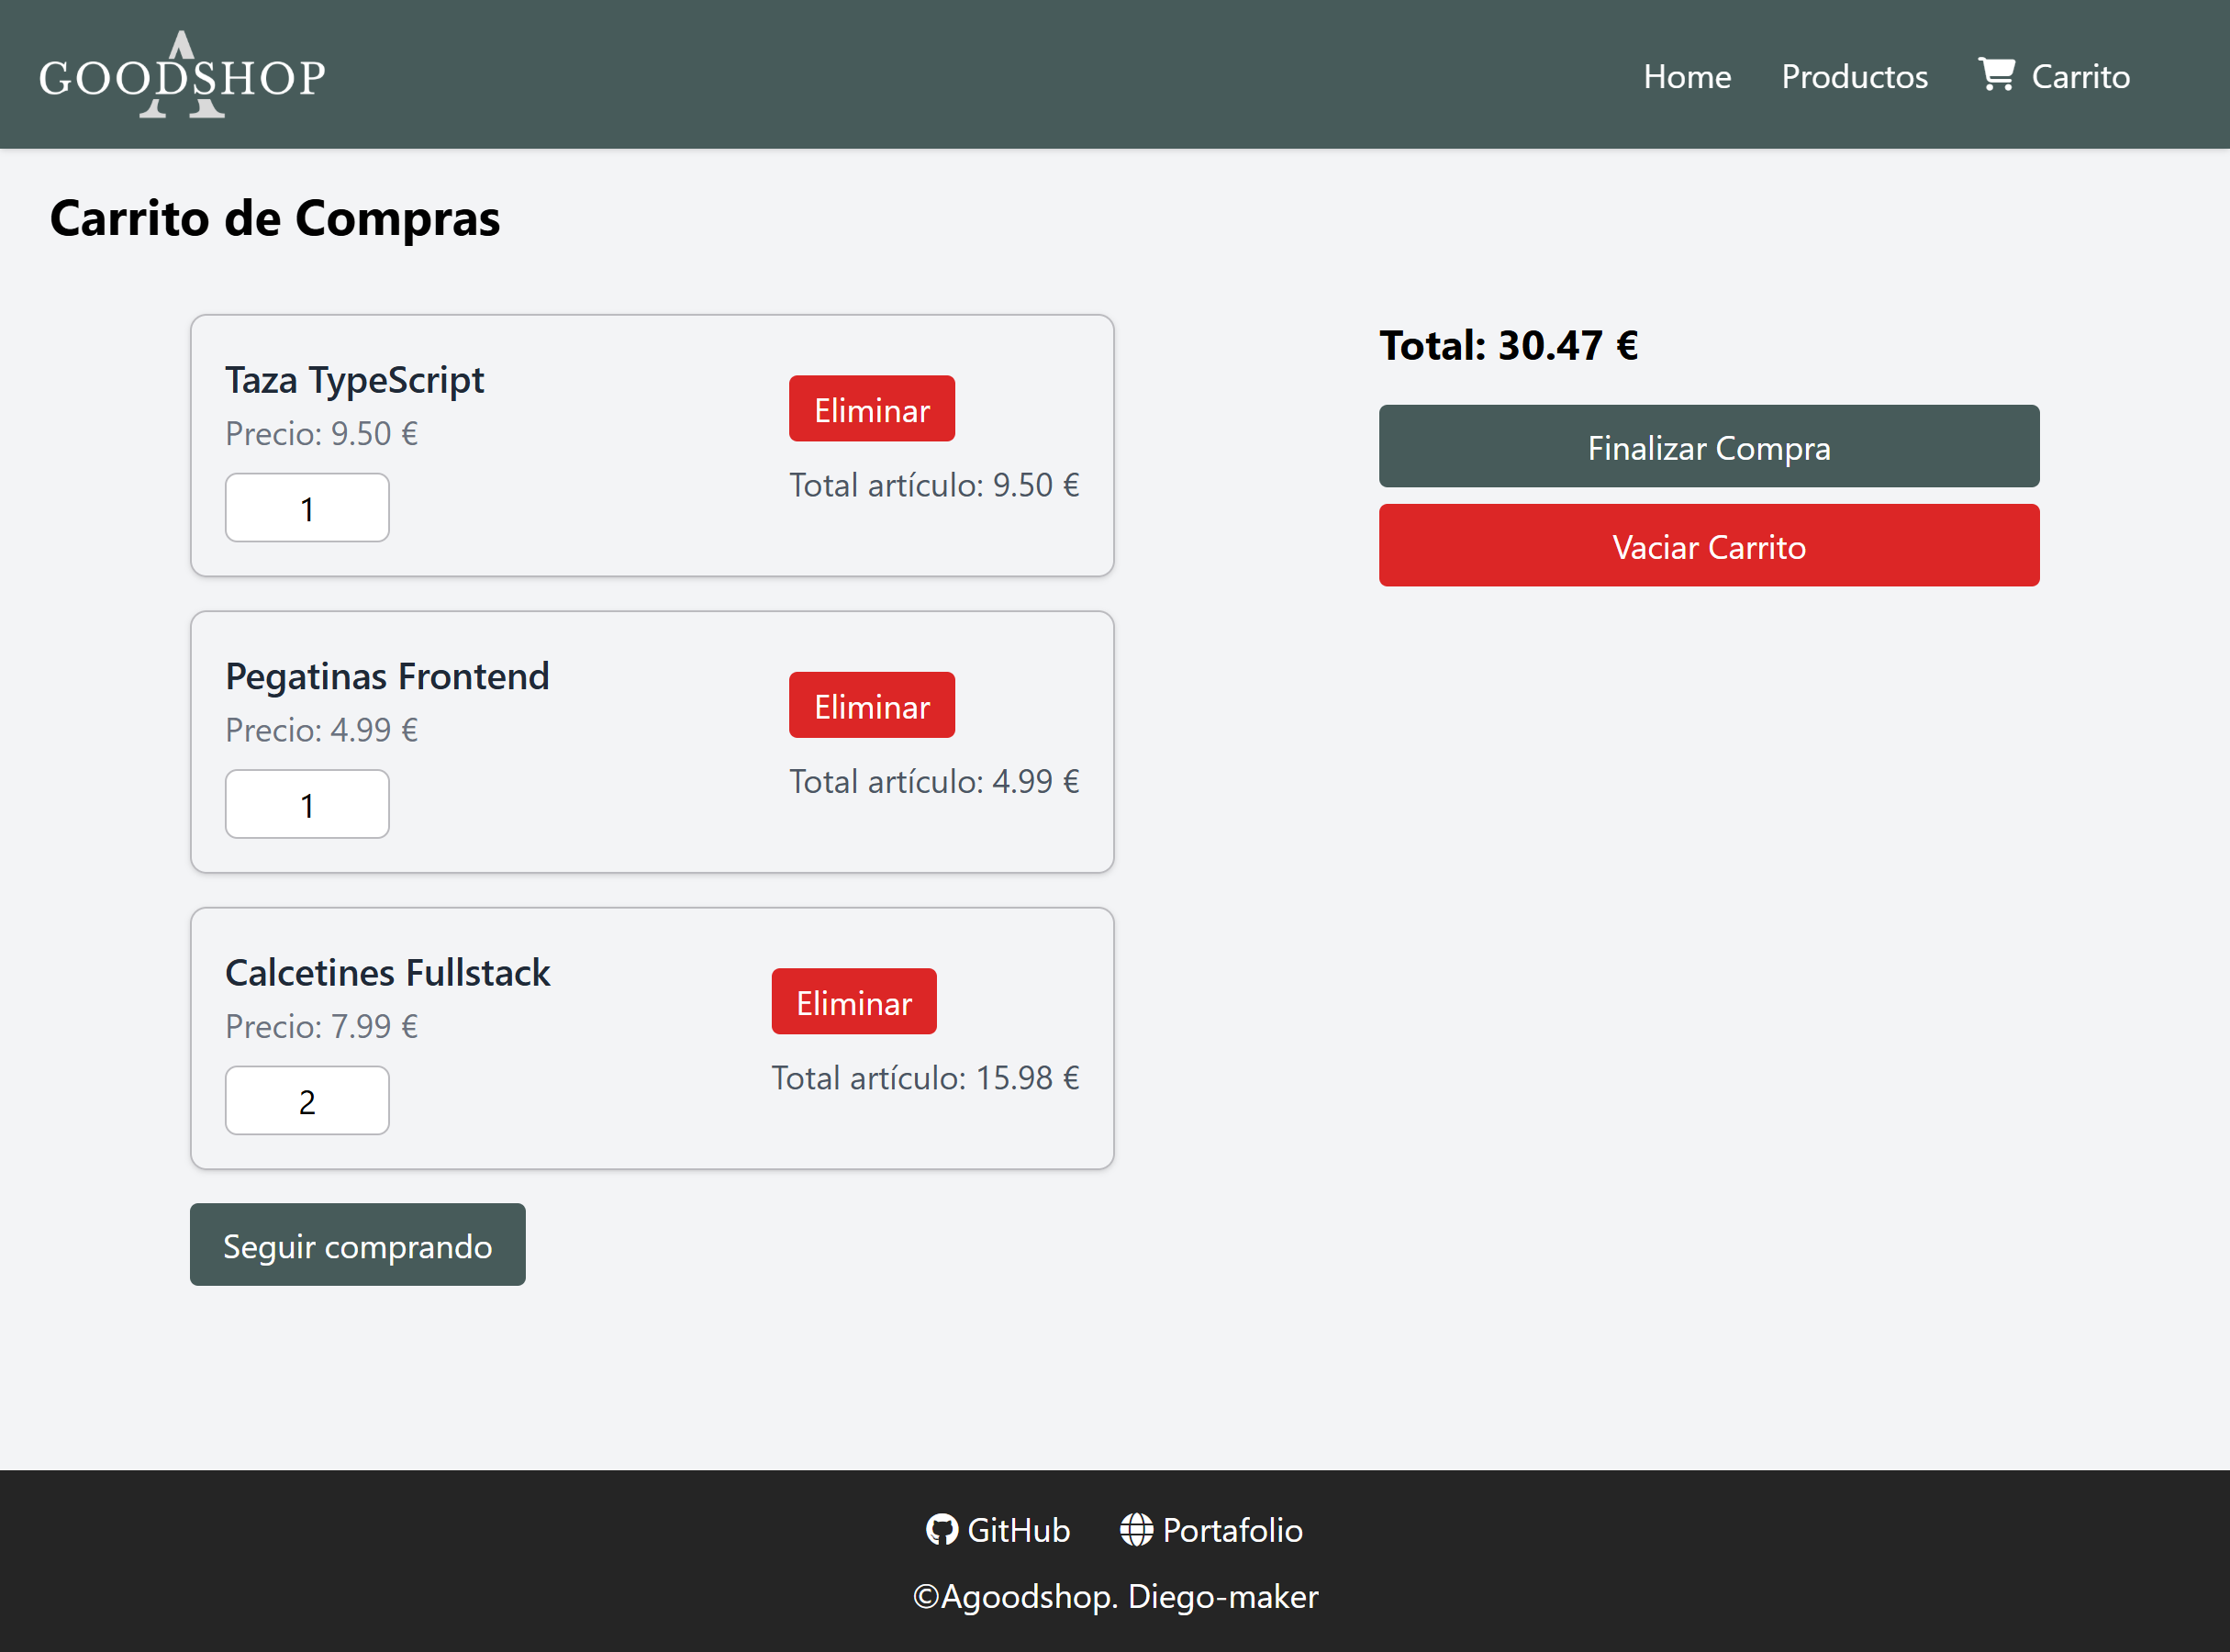 GOODSHOP
A
Home
Productos
Carrito
Carrito de Compras
Taza TypeScript
Precio: 9.50 €
1
Eliminar
Total artículo: 9.50 €
Pegatinas Frontend
Precio: 4.99 €
1
Eliminar
Total artículo: 4.99 €
Calcetines Fullstack
Precio: 7.99 €
2
Eliminar
Total artículo: 15.98 €
Seguir comprando
Total: 30.47 €
Finalizar Compra
Vaciar Carrito
GitHub
Portafolio
©Agoodshop. Diego-maker